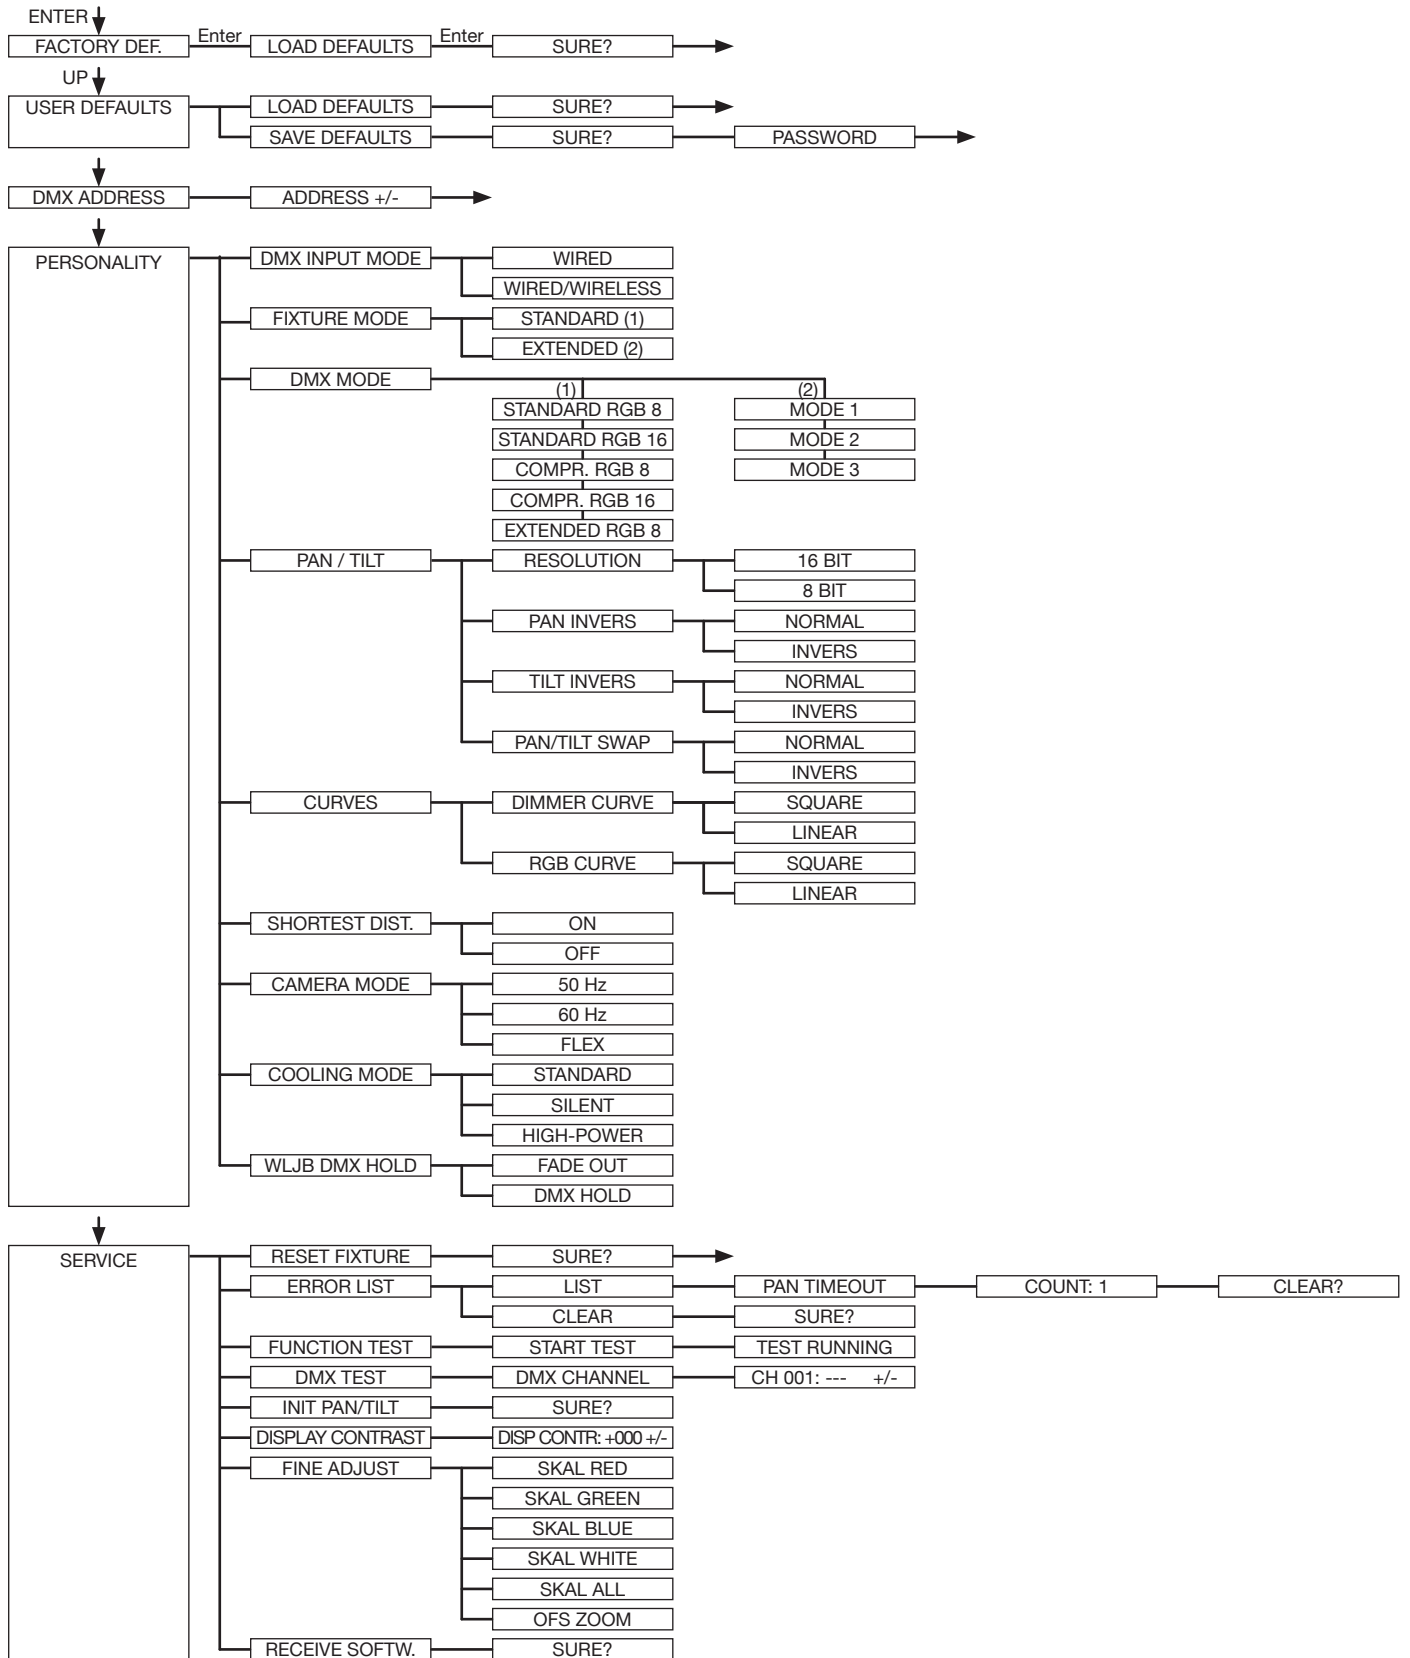 ENTER
FACTORY DEF. Enter LOAD DEFAULTS Enter SURE?
UP
USER DEFAULTS LOAD DEFAULTS SURE?
SAVE DEFAULTS SURE? PASSWORD
DMX ADDRESS ADDRESS +/-
PERSONALITY DMX INPUT MODE WIRED
WIRED/WIRELESS
FIXTURE MODE STANDARD (1)
EXTENDED (2)
DMX MODE
(1) (2)
STANDARD RGB 8 MODE 1
STANDARD RGB 16 MODE 2
COMPR. RGB 8 MODE 3
COMPR. RGB 16
EXTENDED RGB 8
PAN / TILT RESOLUTION 16 BIT
8 BIT
PAN INVERS NORMAL
INVERS
TILT INVERS NORMAL
INVERS
PAN/TILT SWAP NORMAL
INVERS
CURVES DIMMER CURVE SQUARE
LINEAR
RGB CURVE SQUARE
LINEAR
SHORTEST DIST. ON
OFF
CAMERA MODE 50 Hz
60 Hz
FLEX
COOLING MODE STANDARD
SILENT
HIGH-POWER
WLJB DMX HOLD FADE OUT
DMX HOLD
SERVICE RESET FIXTURE SURE?
ERROR LIST LIST PAN TIMEOUT COUNT: 1 CLEAR?
CLEAR SURE?
FUNCTION TEST START TEST TEST RUNNING
DMX TEST DMX CHANNEL CH 001: --- +/-
INIT PAN/TILT SURE?
DISPLAY CONTRAST DISP CONTR: +000 +/-
FINE ADJUST SKAL RED
SKAL GREEN
SKAL BLUE
SKAL WHITE
SKAL ALL
OFS ZOOM
RECEIVE SOFTW. SURE?